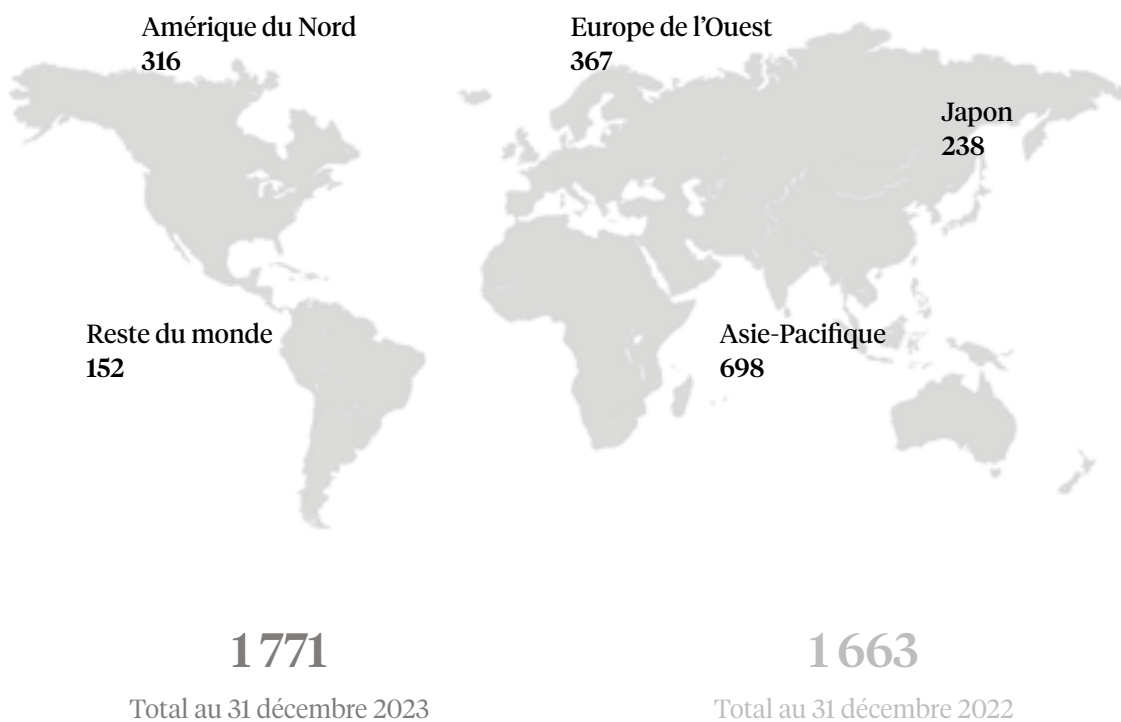 Amérique du Nord
316
Europe de l'Ouest
367
Japon
238
Reste du monde
152
Asie-Pacifique
698
1 771
Total au 31 décembre 2023
1 663
Total au 31 décembre 2022